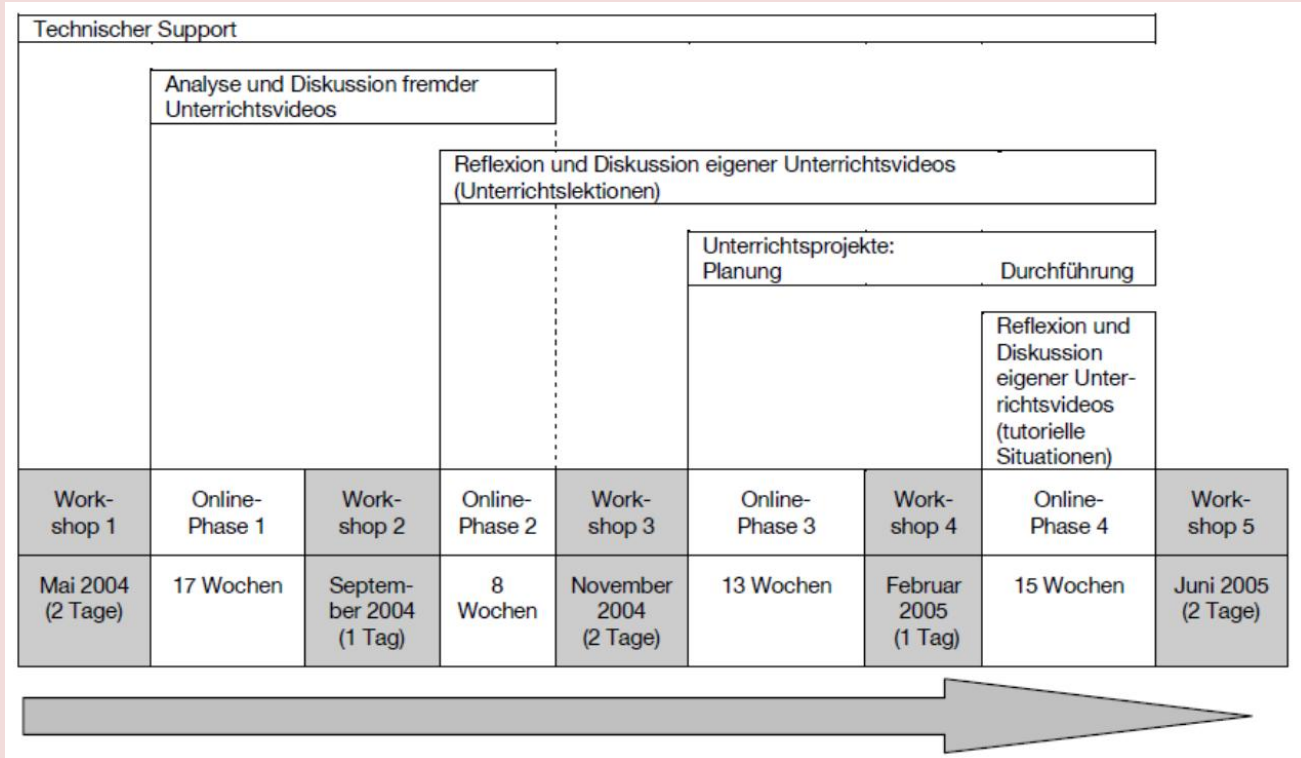 Technischer Support
Analyse und Diskussion fremder
Unterrichtsvideos
Reflexion und Diskussion eigener Unterrichtsvideos
(Unterrichtslektionen)
Unterrichtsprojekte:
Planung Durchführung
Reflexion und
Diskussion
eigener Unter-
richtsvideos
(tutorielle
Situationen)
Work-
shop 1
Online-
Phase 1
Work-
shop 2
Online-
Phase 2
Work-
shop 3
Online-
Phase 3
Work-
shop 4
Online-
Phase 4
Work-
shop 5
Mai 2004
(2 Tage)
17 Wochen
Septem-
ber 2004
(1 Tag)
8
Wochen
November
2004
(2 Tage)
13 Wochen
Februar
2005
(1 Tag)
15 Wochen
Juni 2005
(2 Tage)